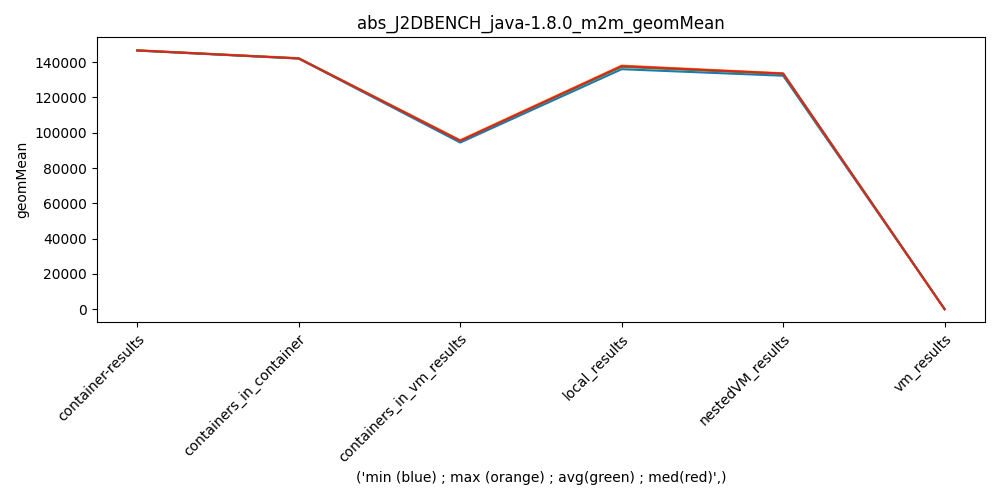 abs_J2DBENCH_java-1.8.0_m2m_geomMean
geomMean
140000
120000
100000
80000
60000
40000
20000
0
container-results
containers_in_container
containers_in_vm_results
local_results
nestedVM_results
vm_results
('min (blue) ; max (orange) ; avg(green) ; med(red)',)